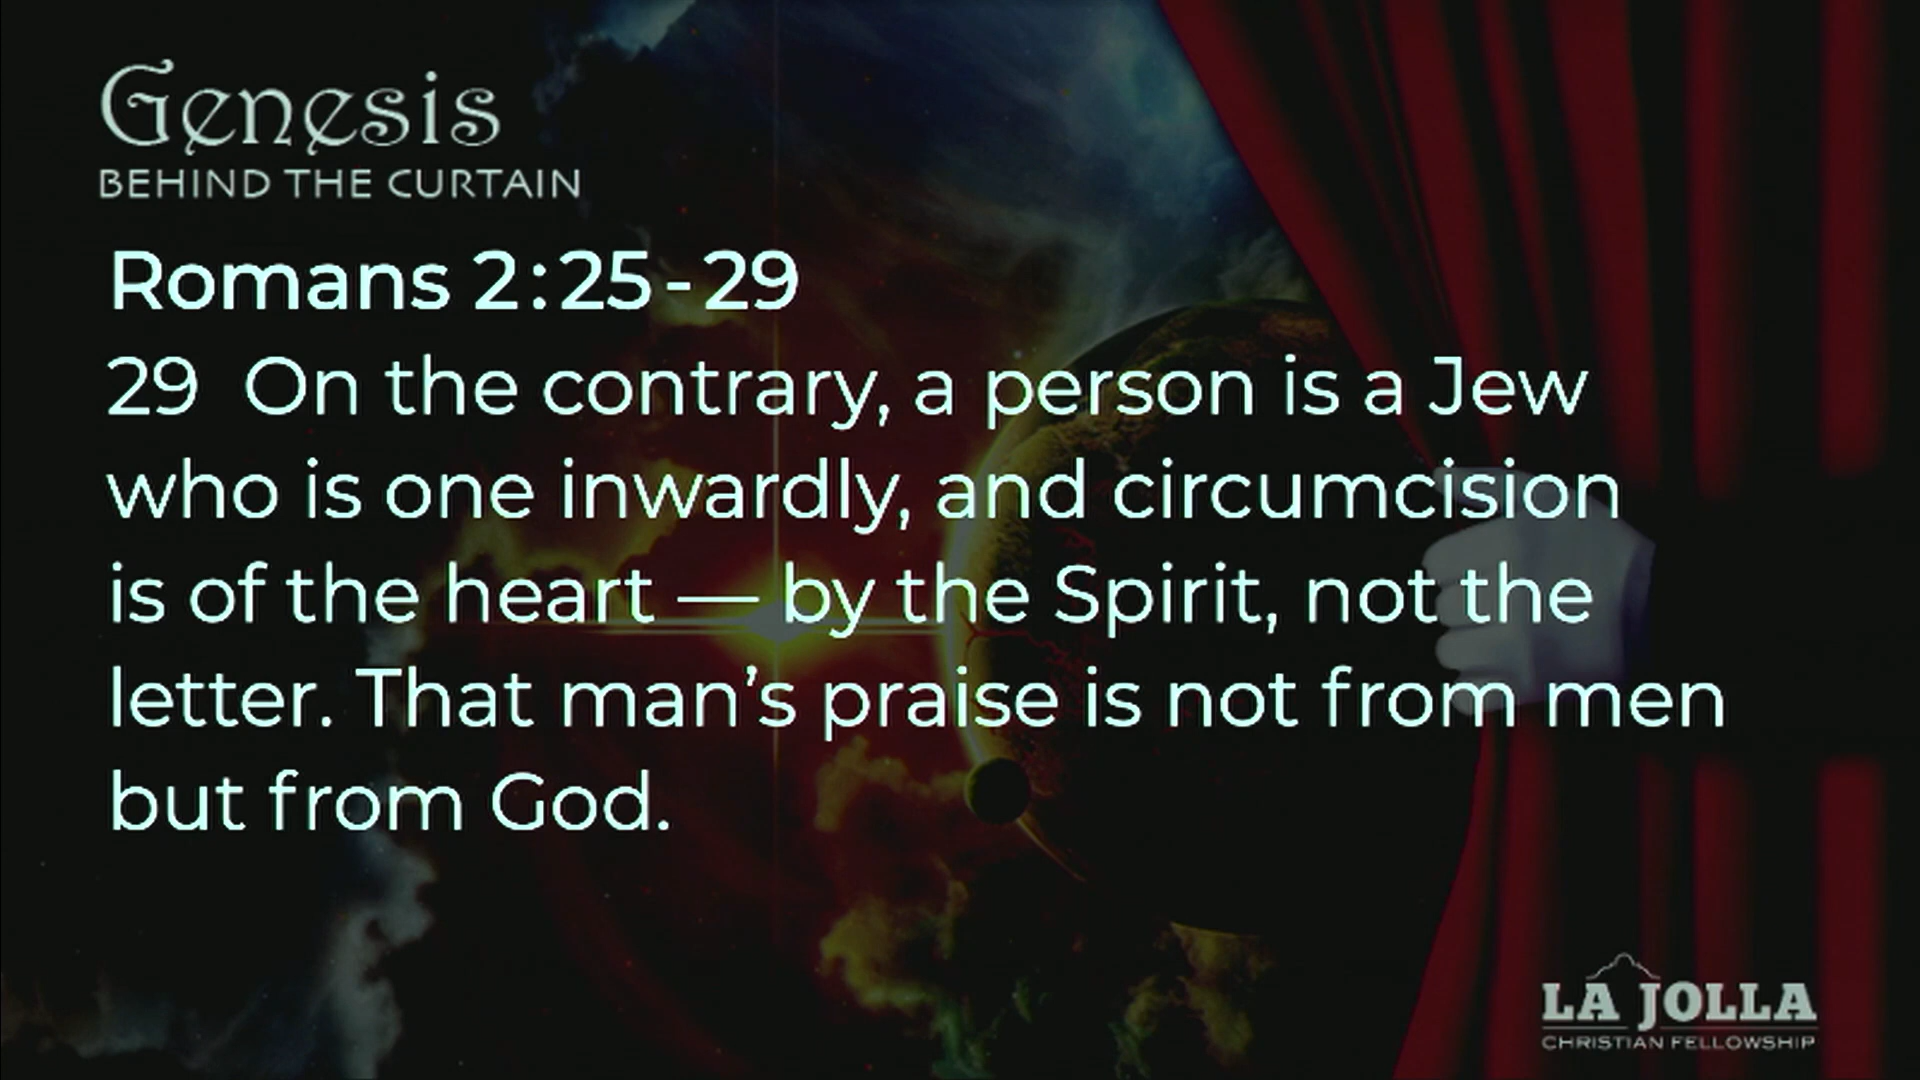 Genesis
BEHIND THE CURTAIN
Romans 2:25-29
29 On the contrary, a person is a Jew
who is one inwardly, and circumcision
is of the heart — by the Spirit, not the
letter. That man’s praise is not from men
but from God.
LA JOLLA
CHRISTIAN FELLOWSHIP